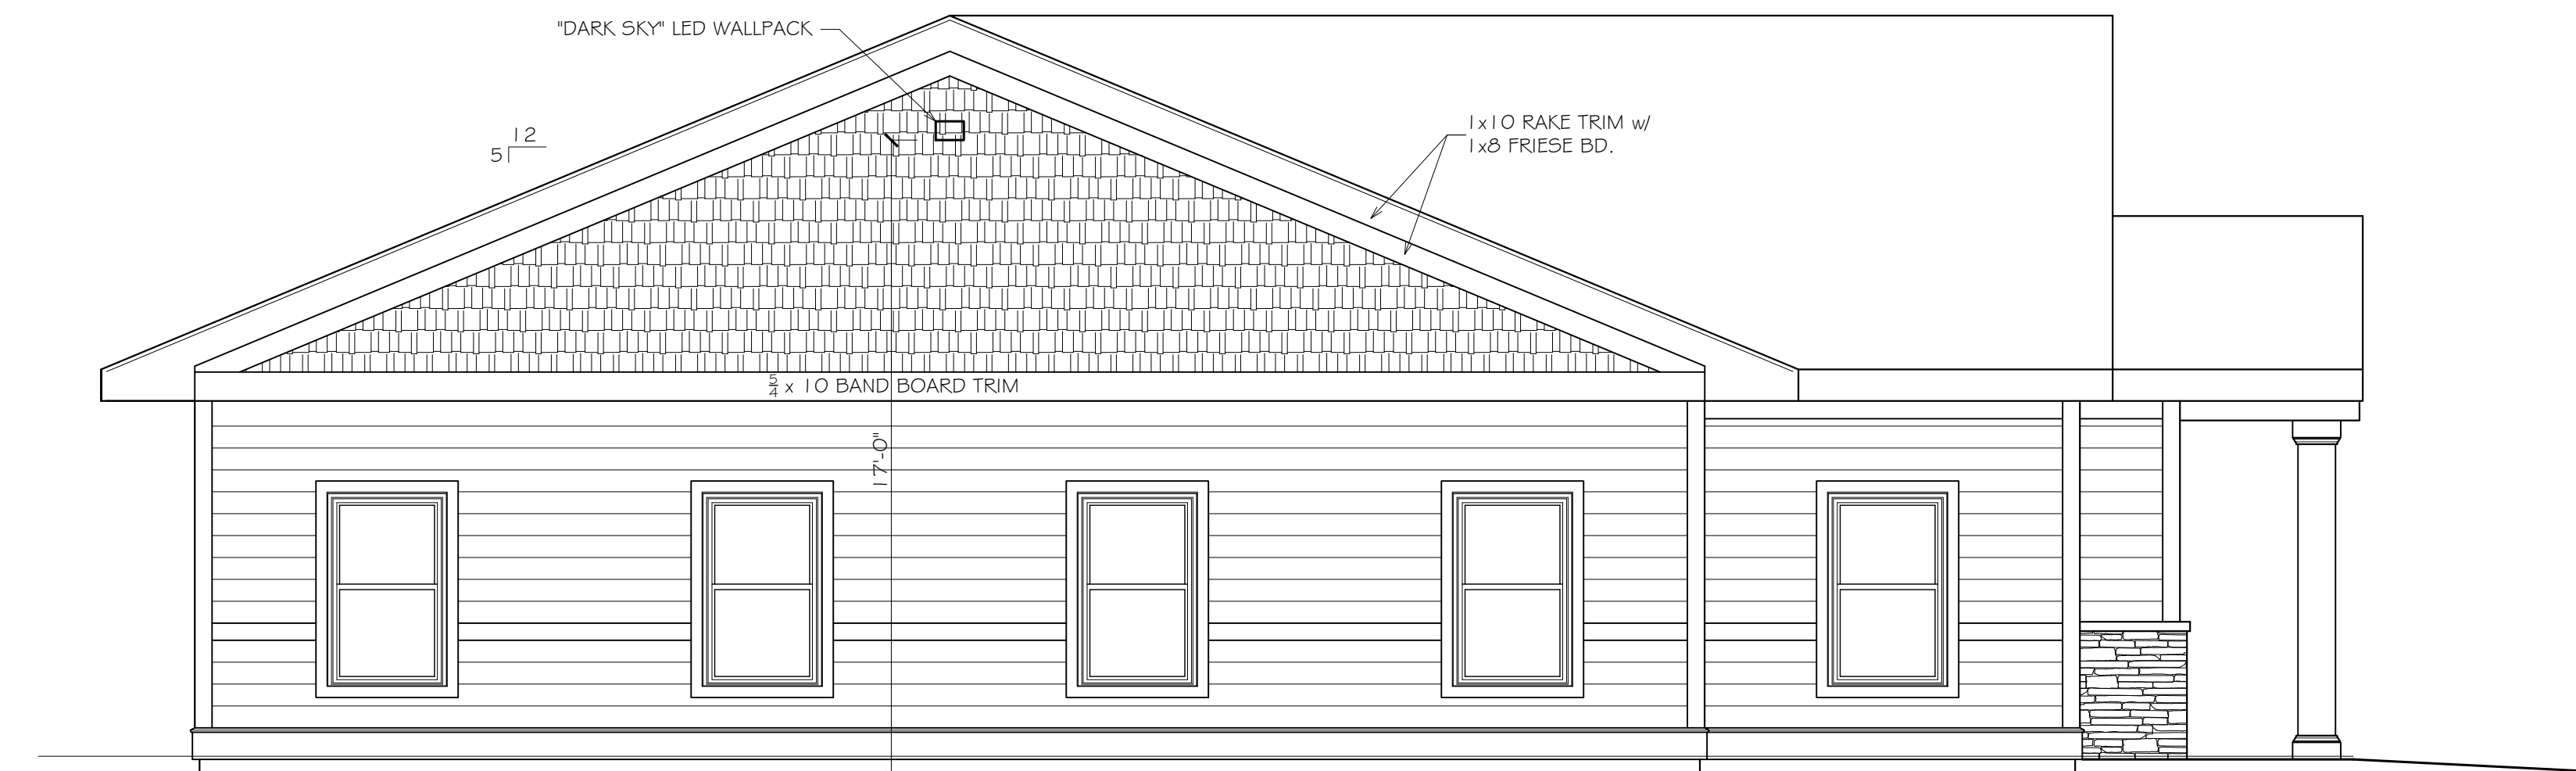 "DARK SKY" LED WALLPACK
12
5
1x10 RAKE TRIM w/
1x8 FRIESE BD.
5/4 x 10 BAND BOARD TRIM
17'-0"